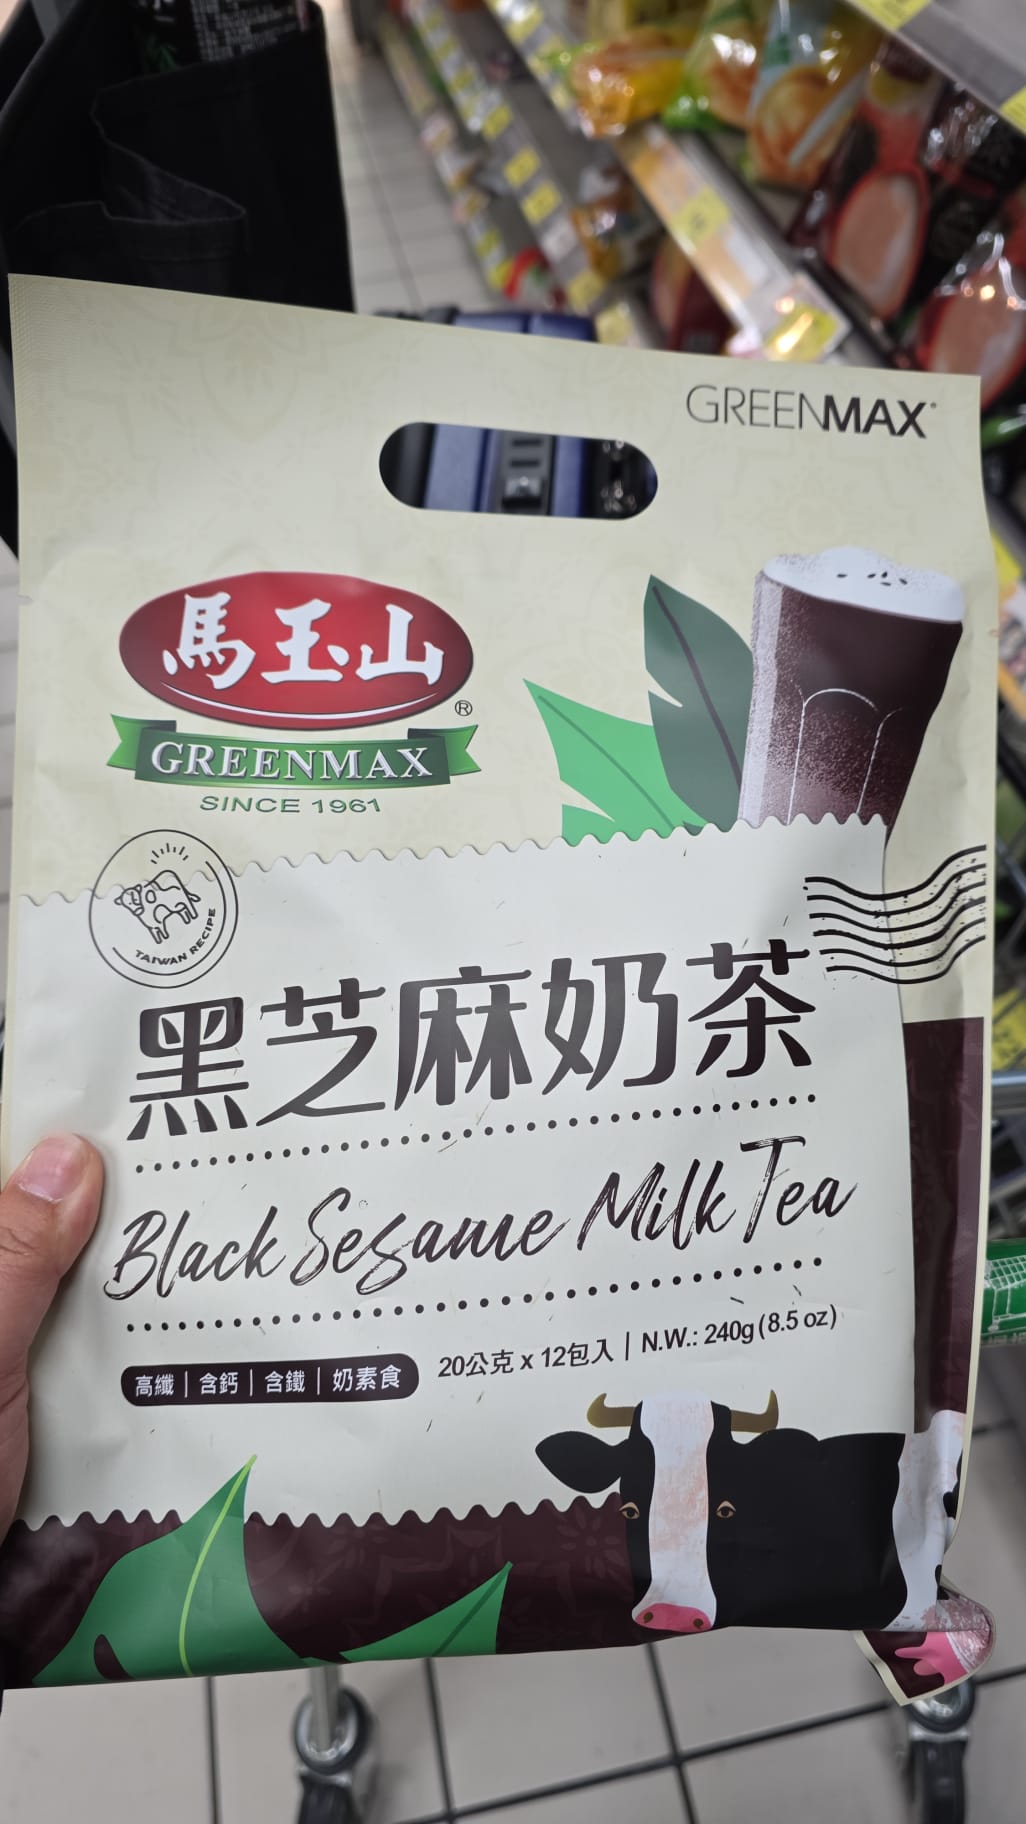 GREENMAX
馬玉山®
GREENMAX
SINCE 1961
TAIWAN RECIPE
黑芝麻奶茶
Black Sesame Milk Tea
高纖 | 含鈣 | 含鐵 | 奶素食
20公克 x 12包入 | N.W.: 240g (8.5 oz)